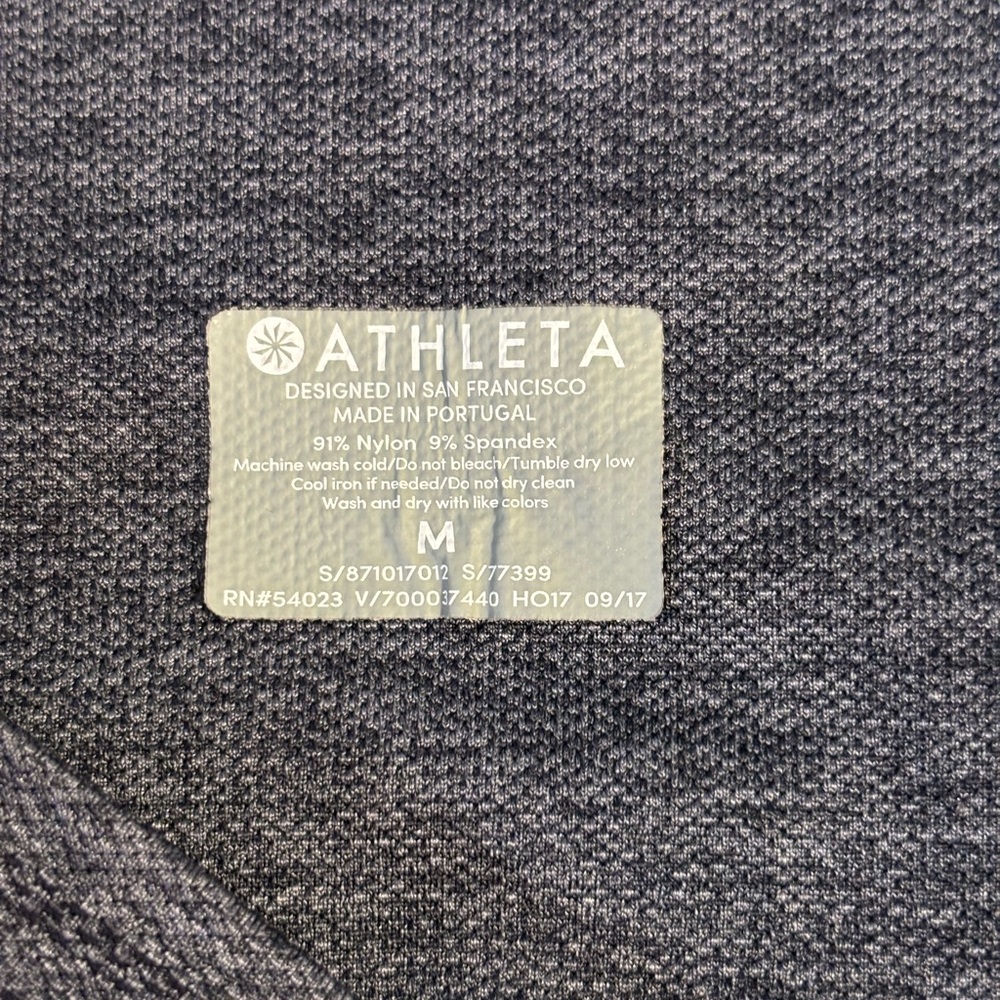 ATHLETA
DESIGNED IN SAN FRANCISCO
MADE IN PORTUGAL
91% Nylon 9% Spandex
Machine wash cold/Do not bleach/Tumble dry low
Cool iron if needed/Do not dry clean
Wash and dry with like colors
M
S/871017012 S/77399
RN#54023 V/700037440 HO17 09/17